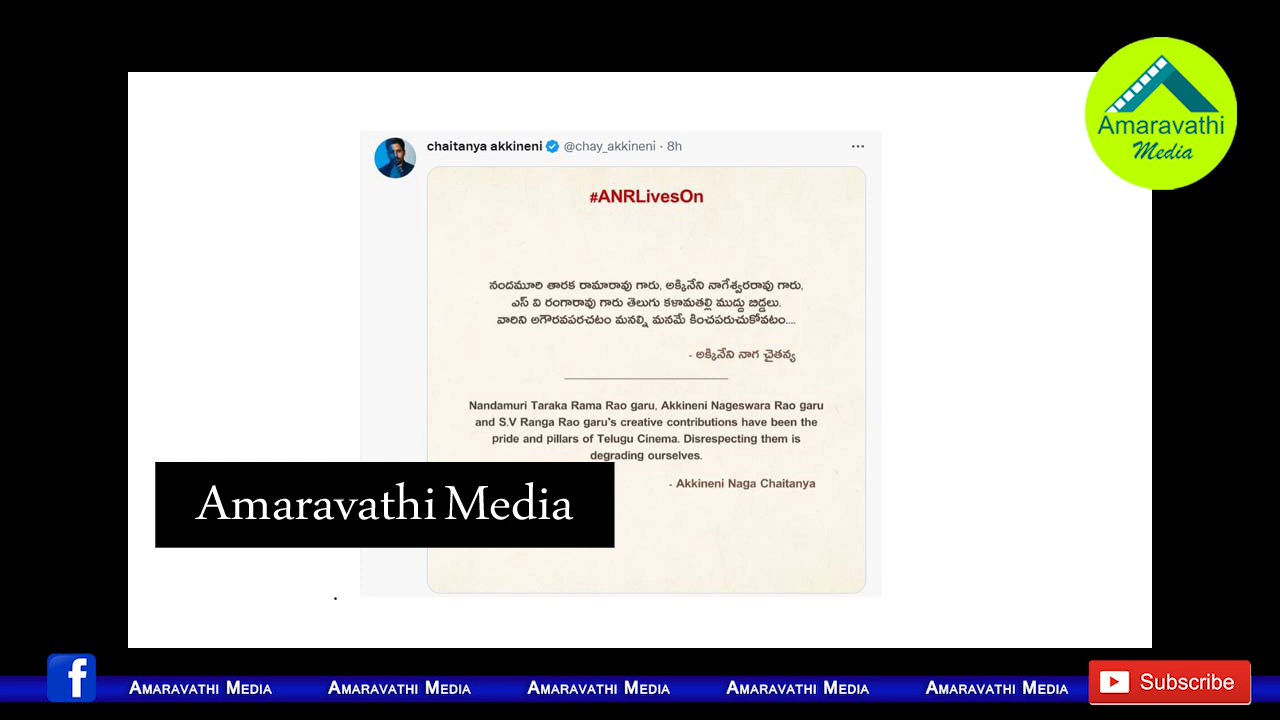 Amaravathi
Media
chaitanya akkineni @chay_akkineni · 8h
#ANRLivesOn
నందమూరి తారక రామారావు గారు, అక్కినేని నాగేశ్వరరావు గారు,
ఎస్ వి రంగారావు గారు తెలుగు కళామతల్లి ముద్దు బిడ్డలు.
వారిని అగౌరవపరచటం మనల్ని మనమే కించపరుచుకోవటం....
- అక్కినేని నాగ చైతన్య
Nandamuri Taraka Rama Rao garu, Akkineni Nageswara Rao garu
and S.V Ranga Rao garu's creative contributions have been the
pride and pillars of Telugu Cinema. Disrespecting them is
degrading ourselves.
- Akkineni Naga Chaitanya
Amaravathi Media
f Amaravathi Media Amaravathi Media Amaravathi Media Amaravathi Media Amaravathi Media Subscribe